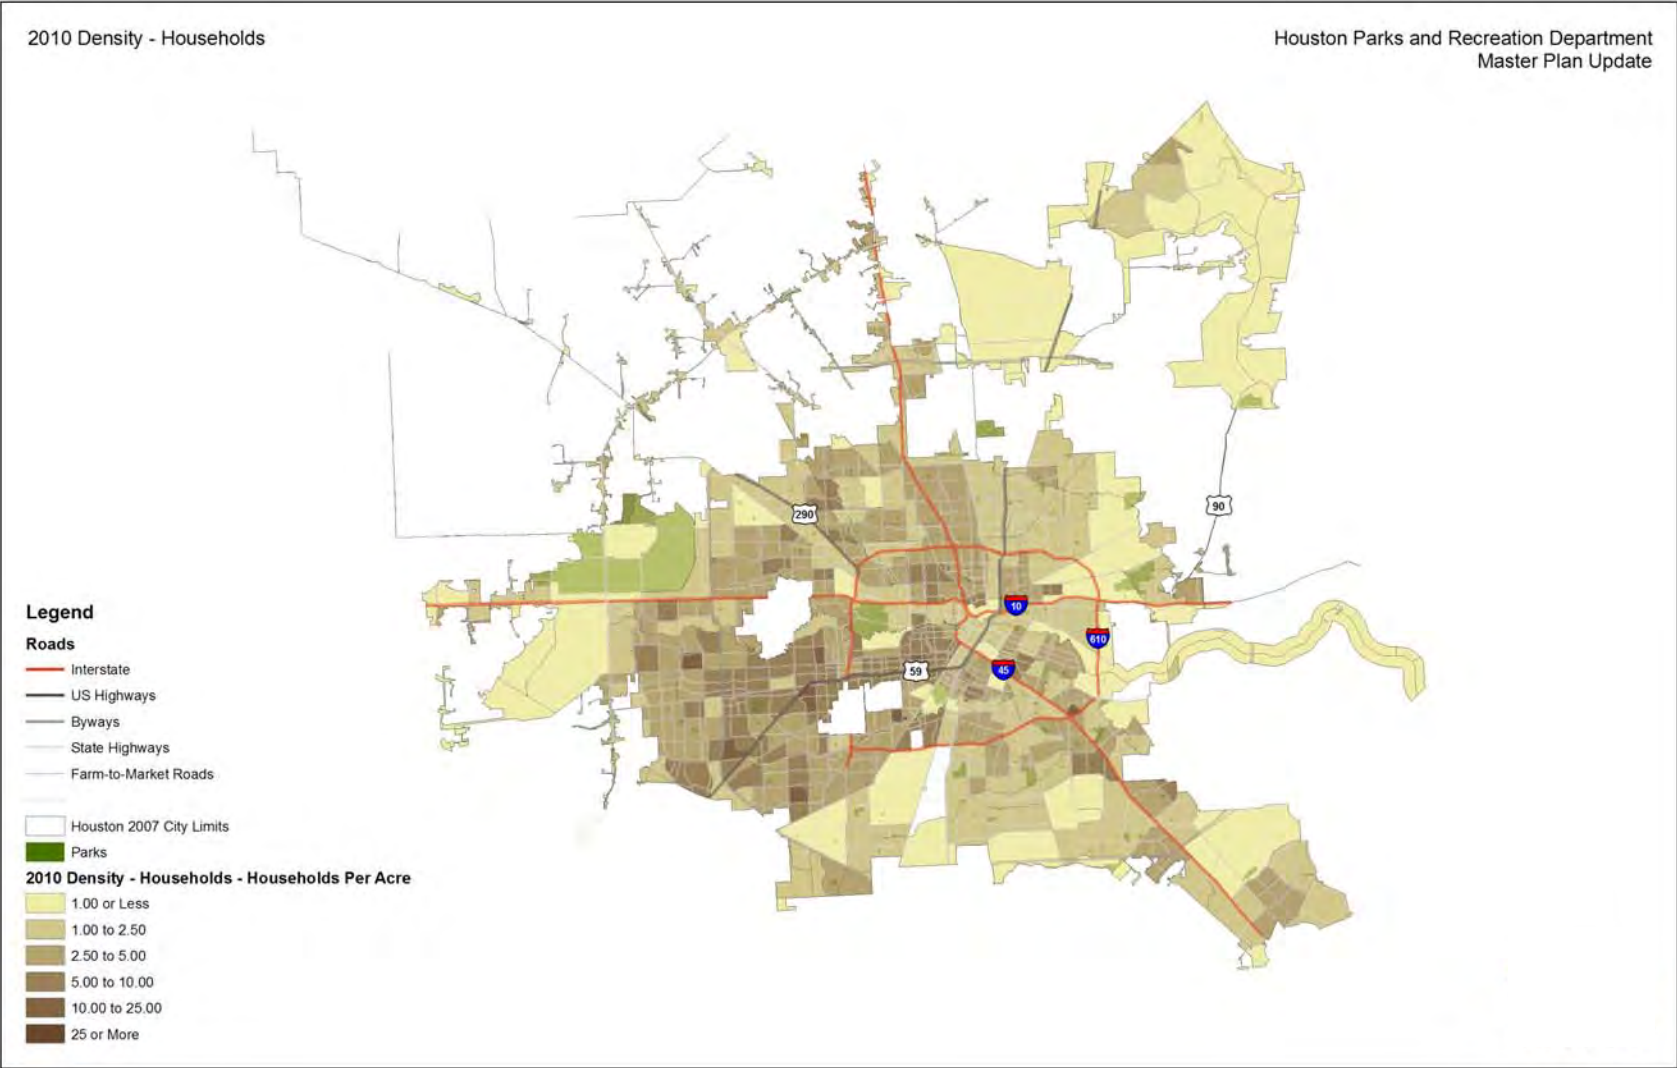 2010 Density - Households
Houston Parks and Recreation Department
Master Plan Update
290
90
10
610
59
45
Legend
Roads
Interstate
US Highways
Byways
State Highways
Farm-to-Market Roads
Houston 2007 City Limits
Parks
2010 Density - Households - Households Per Acre
1.00 or Less
1.00 to 2.50
2.50 to 5.00
5.00 to 10.00
10.00 to 25.00
25 or More